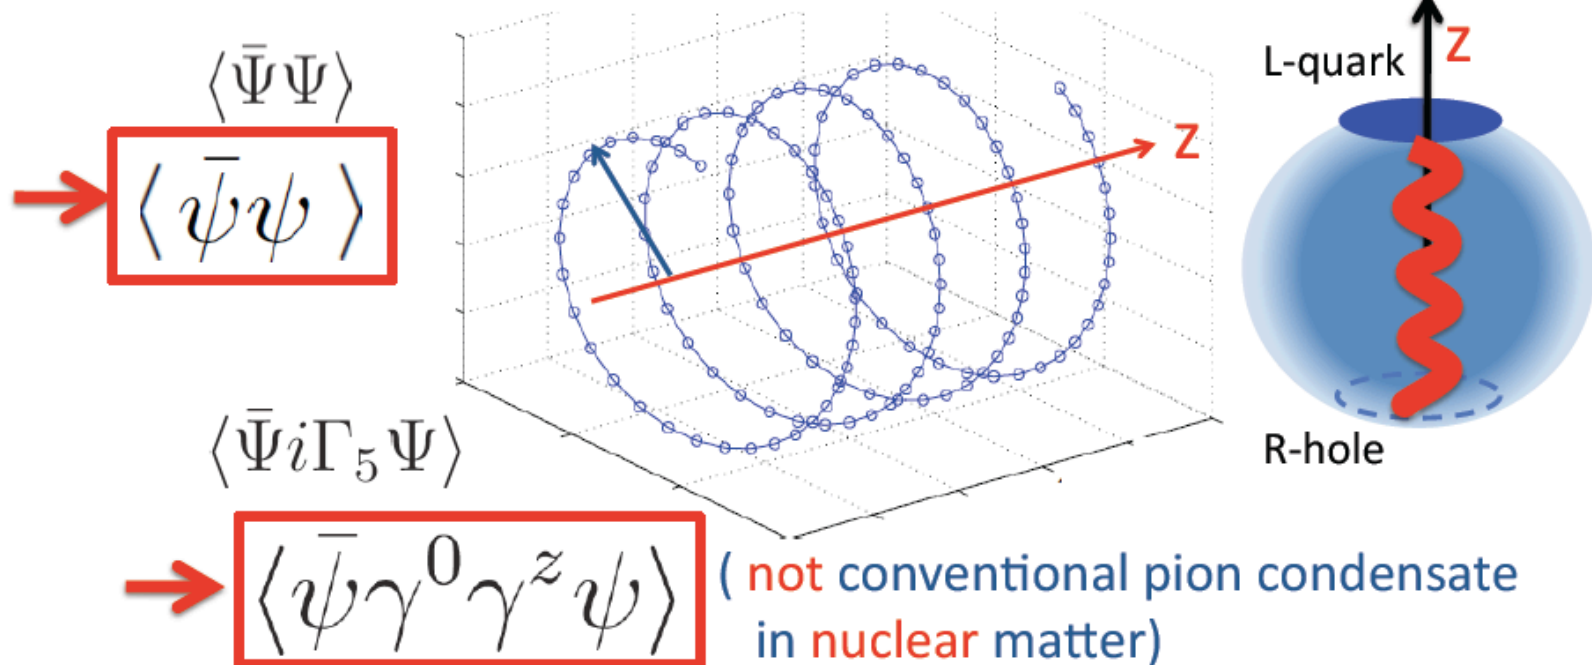 ⟨Ψ̄Ψ⟩
⟨ψ̄ψ⟩
Z
L-quark
Z
R-hole
⟨Ψ̄iΓ₅Ψ⟩
⟨ψ̄γ⁰γᶻψ⟩
( not conventional pion condensate
in nuclear matter)